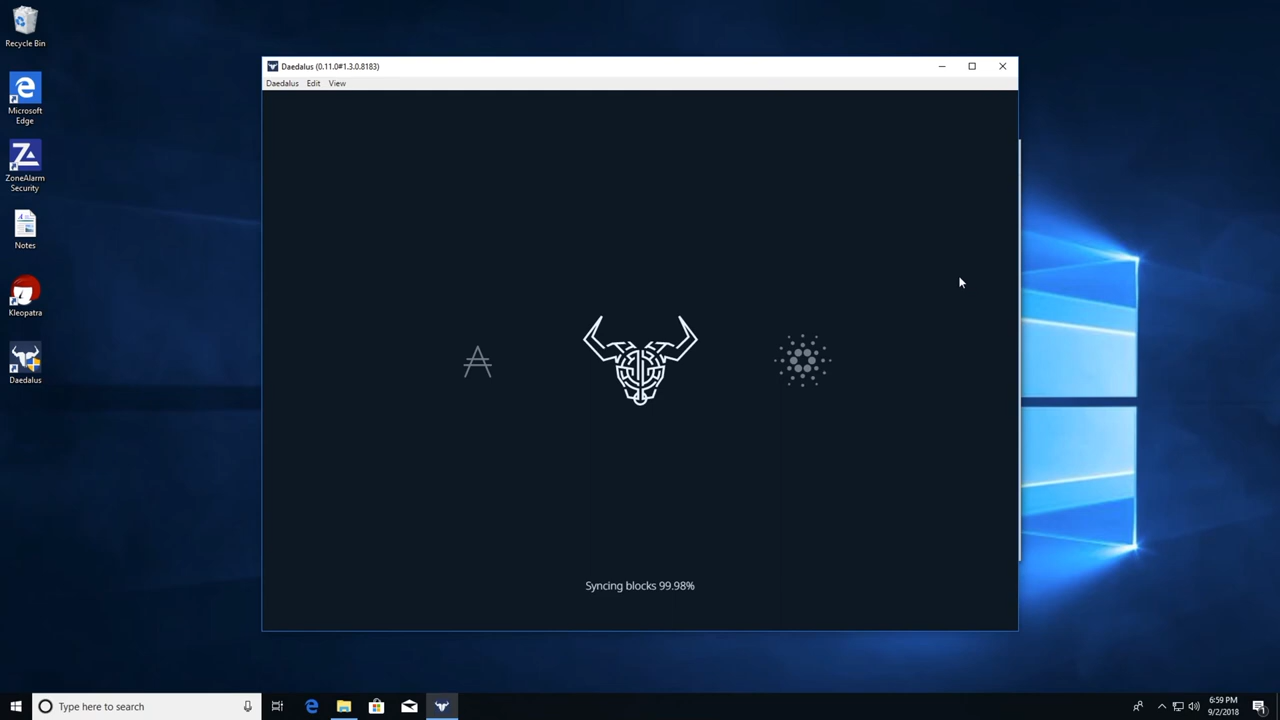 Recycle Bin
Microsoft
Edge
ZoneAlarm
Security
Notes
Kleopatra
Daedalus
Daedalus (0.11.0#1.3.0.8183)
Daedalus Edit View
Syncing blocks 99.98%
Type here to search
6:59 PM
9/2/2018
1